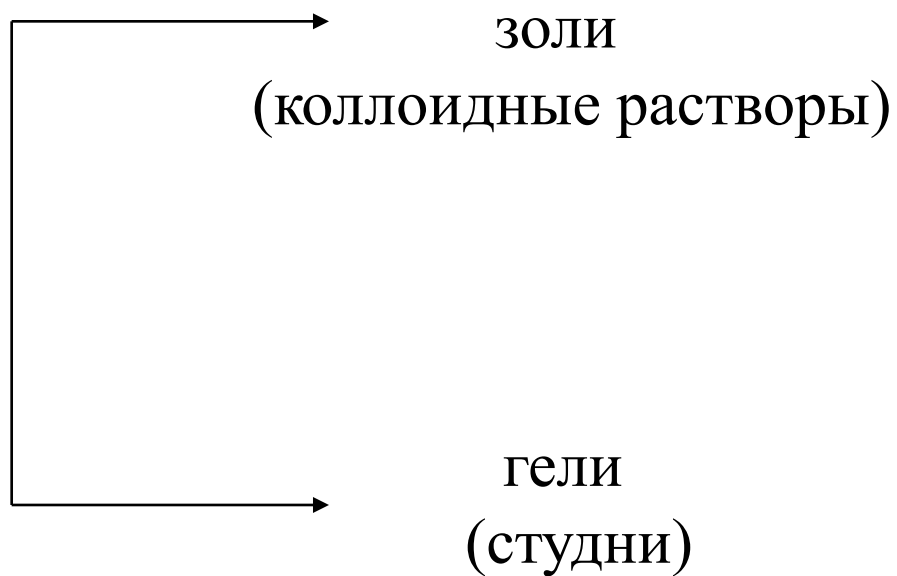 золи
(коллоидные растворы)
гели
(студни)